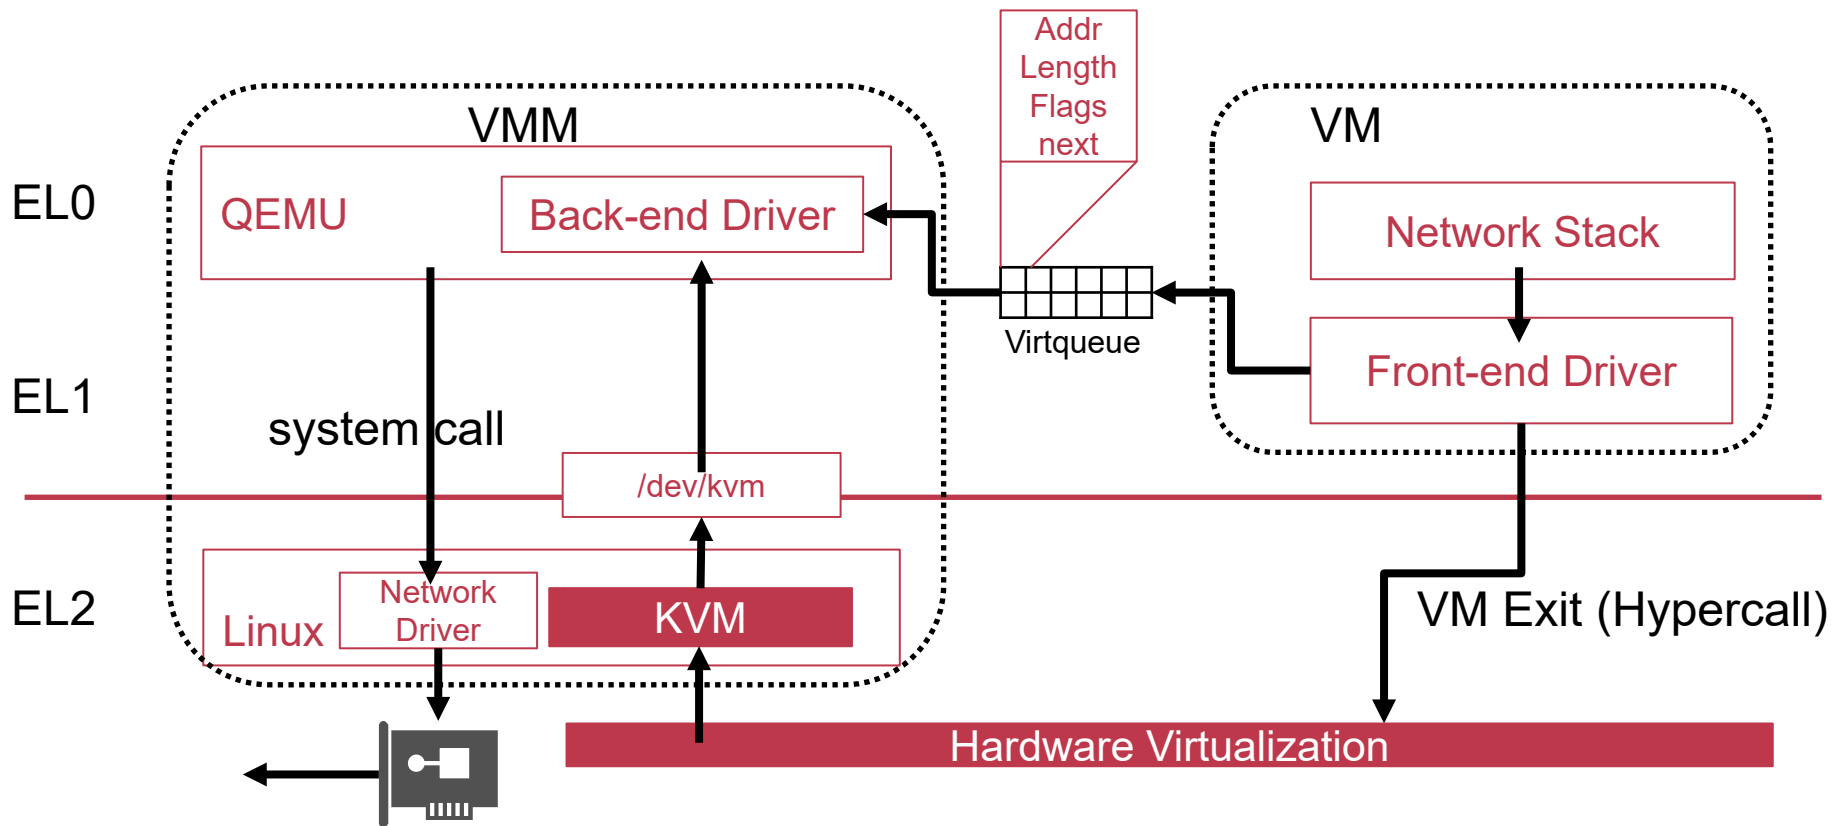 Addr
Length
Flags
next
VMM
VM
EL0
QEMU
Back-end Driver
Network Stack
Virtqueue
Front-end Driver
EL1
system call
/dev/kvm
EL2
Network
Driver
Linux
KVM
VM Exit (Hypercall)
Hardware Virtualization